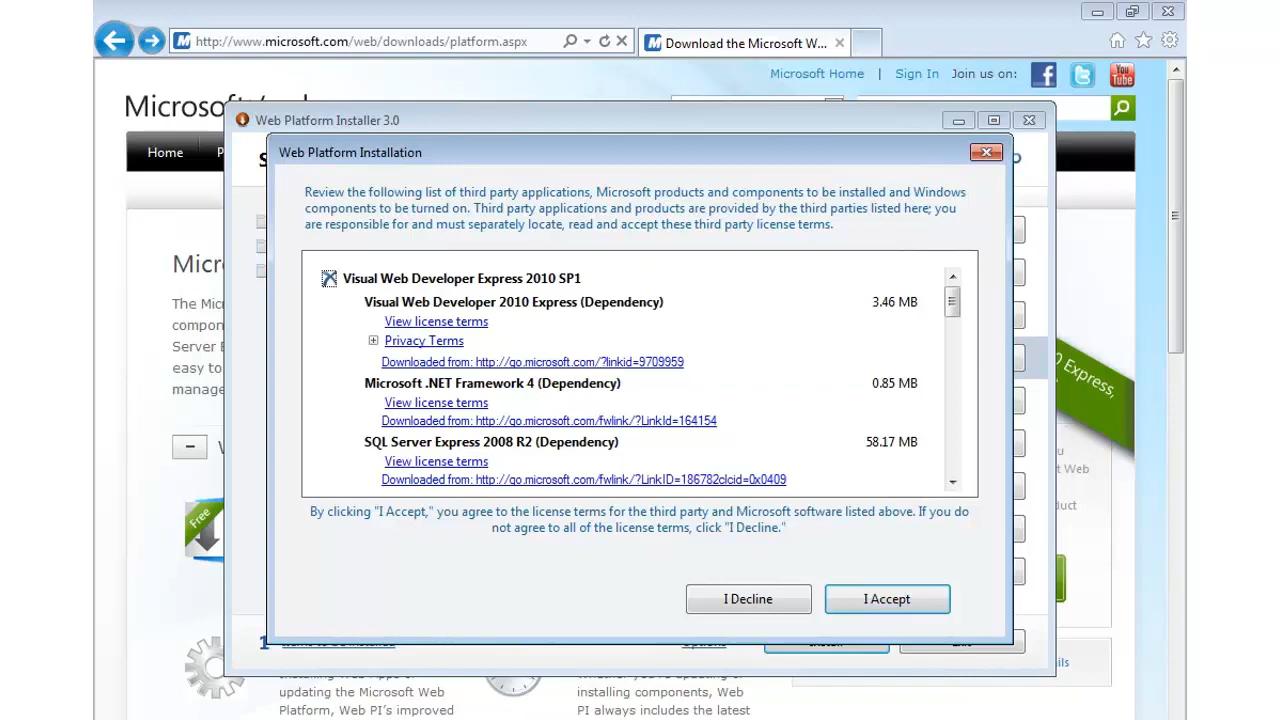 http://www.microsoft.com/web/downloads/platform.aspx
Download the Microsoft W...
Microsoft Home | Sign In Join us on:
You Tube
Web Platform Installer 3.0
Home
Web Platform Installation
Review the following list of third party applications, Microsoft products and components to be installed and Windows
components to be turned on. Third party applications and products are provided by the third parties listed here; you
are responsible for and must separately locate, read and accept these third party license terms.
Visual Web Developer Express 2010 SP1
Visual Web Developer 2010 Express (Dependency) 3.46 MB
View license terms
Privacy Terms
Downloaded from: http://go.microsoft.com/?linkid=9709959
Microsoft .NET Framework 4 (Dependency) 0.85 MB
View license terms
Downloaded from: http://go.microsoft.com/fwlink/?LinkId=164154
SQL Server Express 2008 R2 (Dependency) 58.17 MB
View license terms
Downloaded from: http://go.microsoft.com/fwlink/?LinkID=186782clcid=0x0409
By clicking "I Accept," you agree to the license terms for the third party and Microsoft software listed above. If you do
not agree to all of the license terms, click "I Decline."
I Decline I Accept
The
Server
easy to
Free
Express,
Web
1
updating the Microsoft Web
Platform, Web PI's improved
installing components, Web
PI always includes the latest